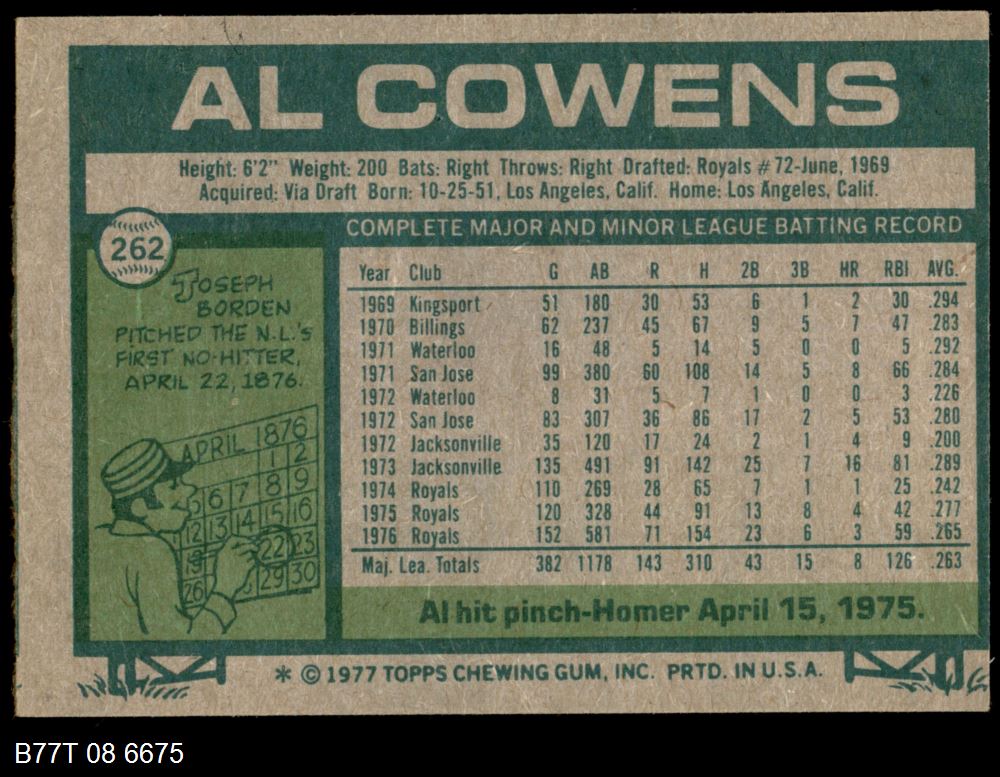 AL COWENS
Height: 6'2" Weight: 200 Bats: Right Throws: Right Drafted: Royals #72-June, 1969
Acquired: Via Draft Born: 10-25-51, Los Angeles, Calif. Home: Los Angeles, Calif.
262
JOSEPH
BORDEN
PITCHED THE N.L.'s
FIRST NO-HITTER,
APRIL 22, 1876.
APRIL 1876
1 2
5 6 7 8 9
12 13 14 15 16
22 23
26 29 30
COMPLETE MAJOR AND MINOR LEAGUE BATTING RECORD
Year Club G AB R H 2B 3B HR RBI AVG.
1969 Kingsport 51 180 30 53 6 1 2 30 .294
1970 Billings 62 237 45 67 9 5 7 47 .283
1971 Waterloo 16 48 5 14 5 0 0 5 .292
1971 San Jose 99 380 60 108 14 5 8 66 .284
1972 Waterloo 8 31 5 7 1 0 0 3 .226
1972 San Jose 83 307 36 86 17 2 5 53 .280
1972 Jacksonville 35 120 17 24 2 1 4 9 .200
1973 Jacksonville 135 491 91 142 25 7 16 81 .289
1974 Royals 110 269 28 65 7 1 1 25 .242
1975 Royals 120 328 44 91 13 8 4 42 .277
1976 Royals 152 581 71 154 23 6 3 59 .265
Maj. Lea. Totals 382 1178 143 310 43 15 8 126 .263
Al hit pinch-Homer April 15, 1975.
* © 1977 TOPPS CHEWING GUM, INC. PRTD. IN U.S.A.
B77T 08 6675